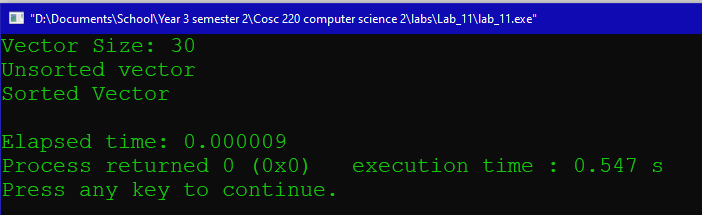 "D:\Documents\School\Year 3 semester 2\Cosc 220 computer science 2\labs\Lab_11\lab_11.exe"
Vector Size: 30
Unsorted vector
Sorted Vector
Elapsed time: 0.000009
Process returned 0 (0x0)   execution time : 0.547 s
Press any key to continue.